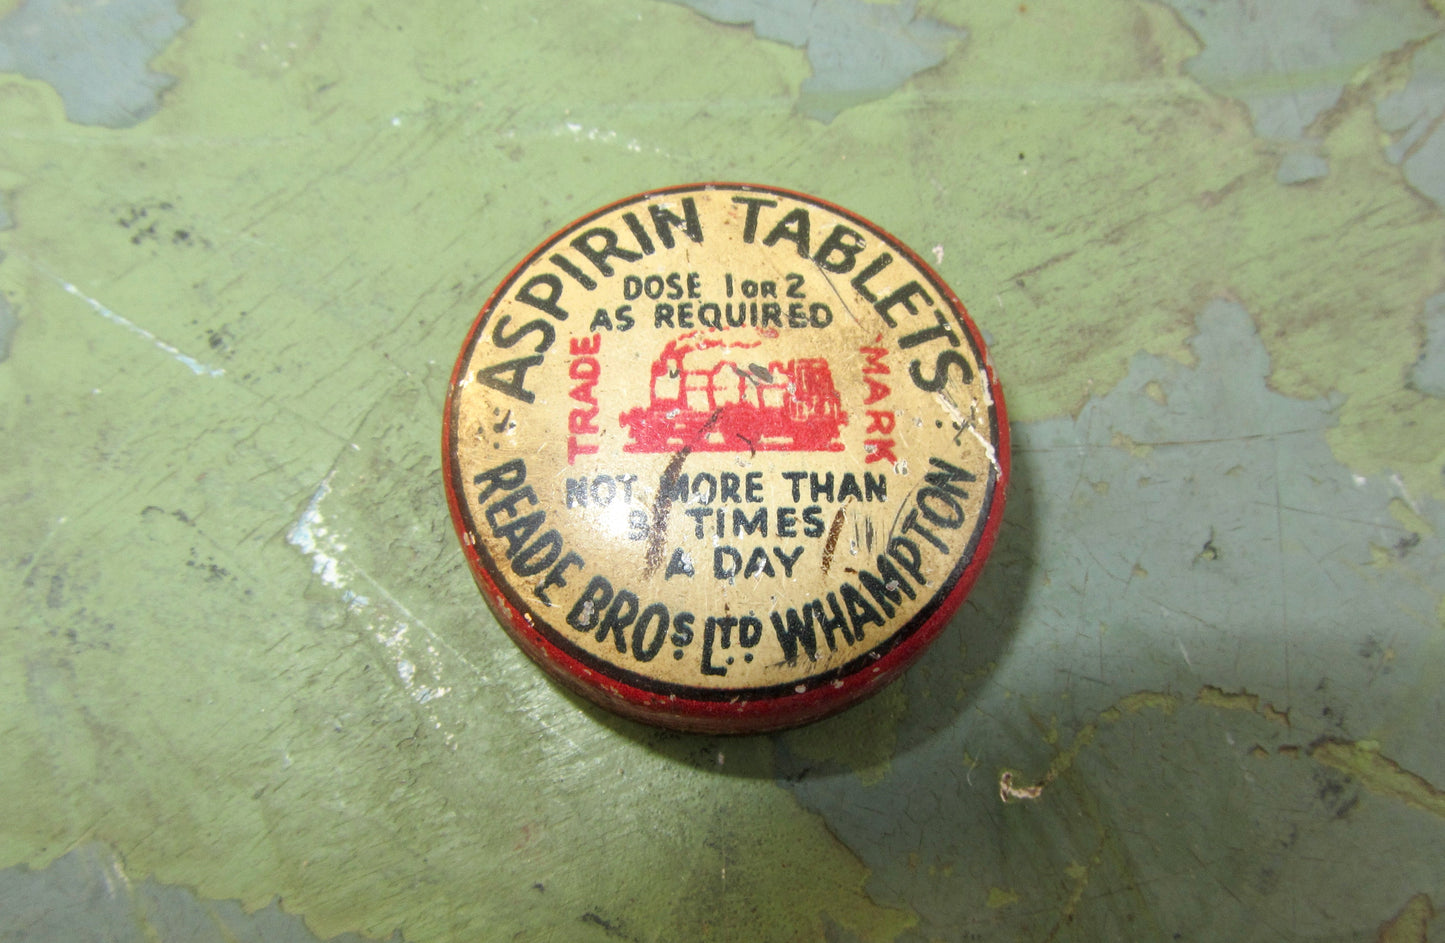 ASPIRIN TABLETS
DOSE 1 OR 2
AS REQUIRED
TRADE MARK
NOT MORE THAN
3 TIMES
A DAY
READE BROS LTD WHAMPTON